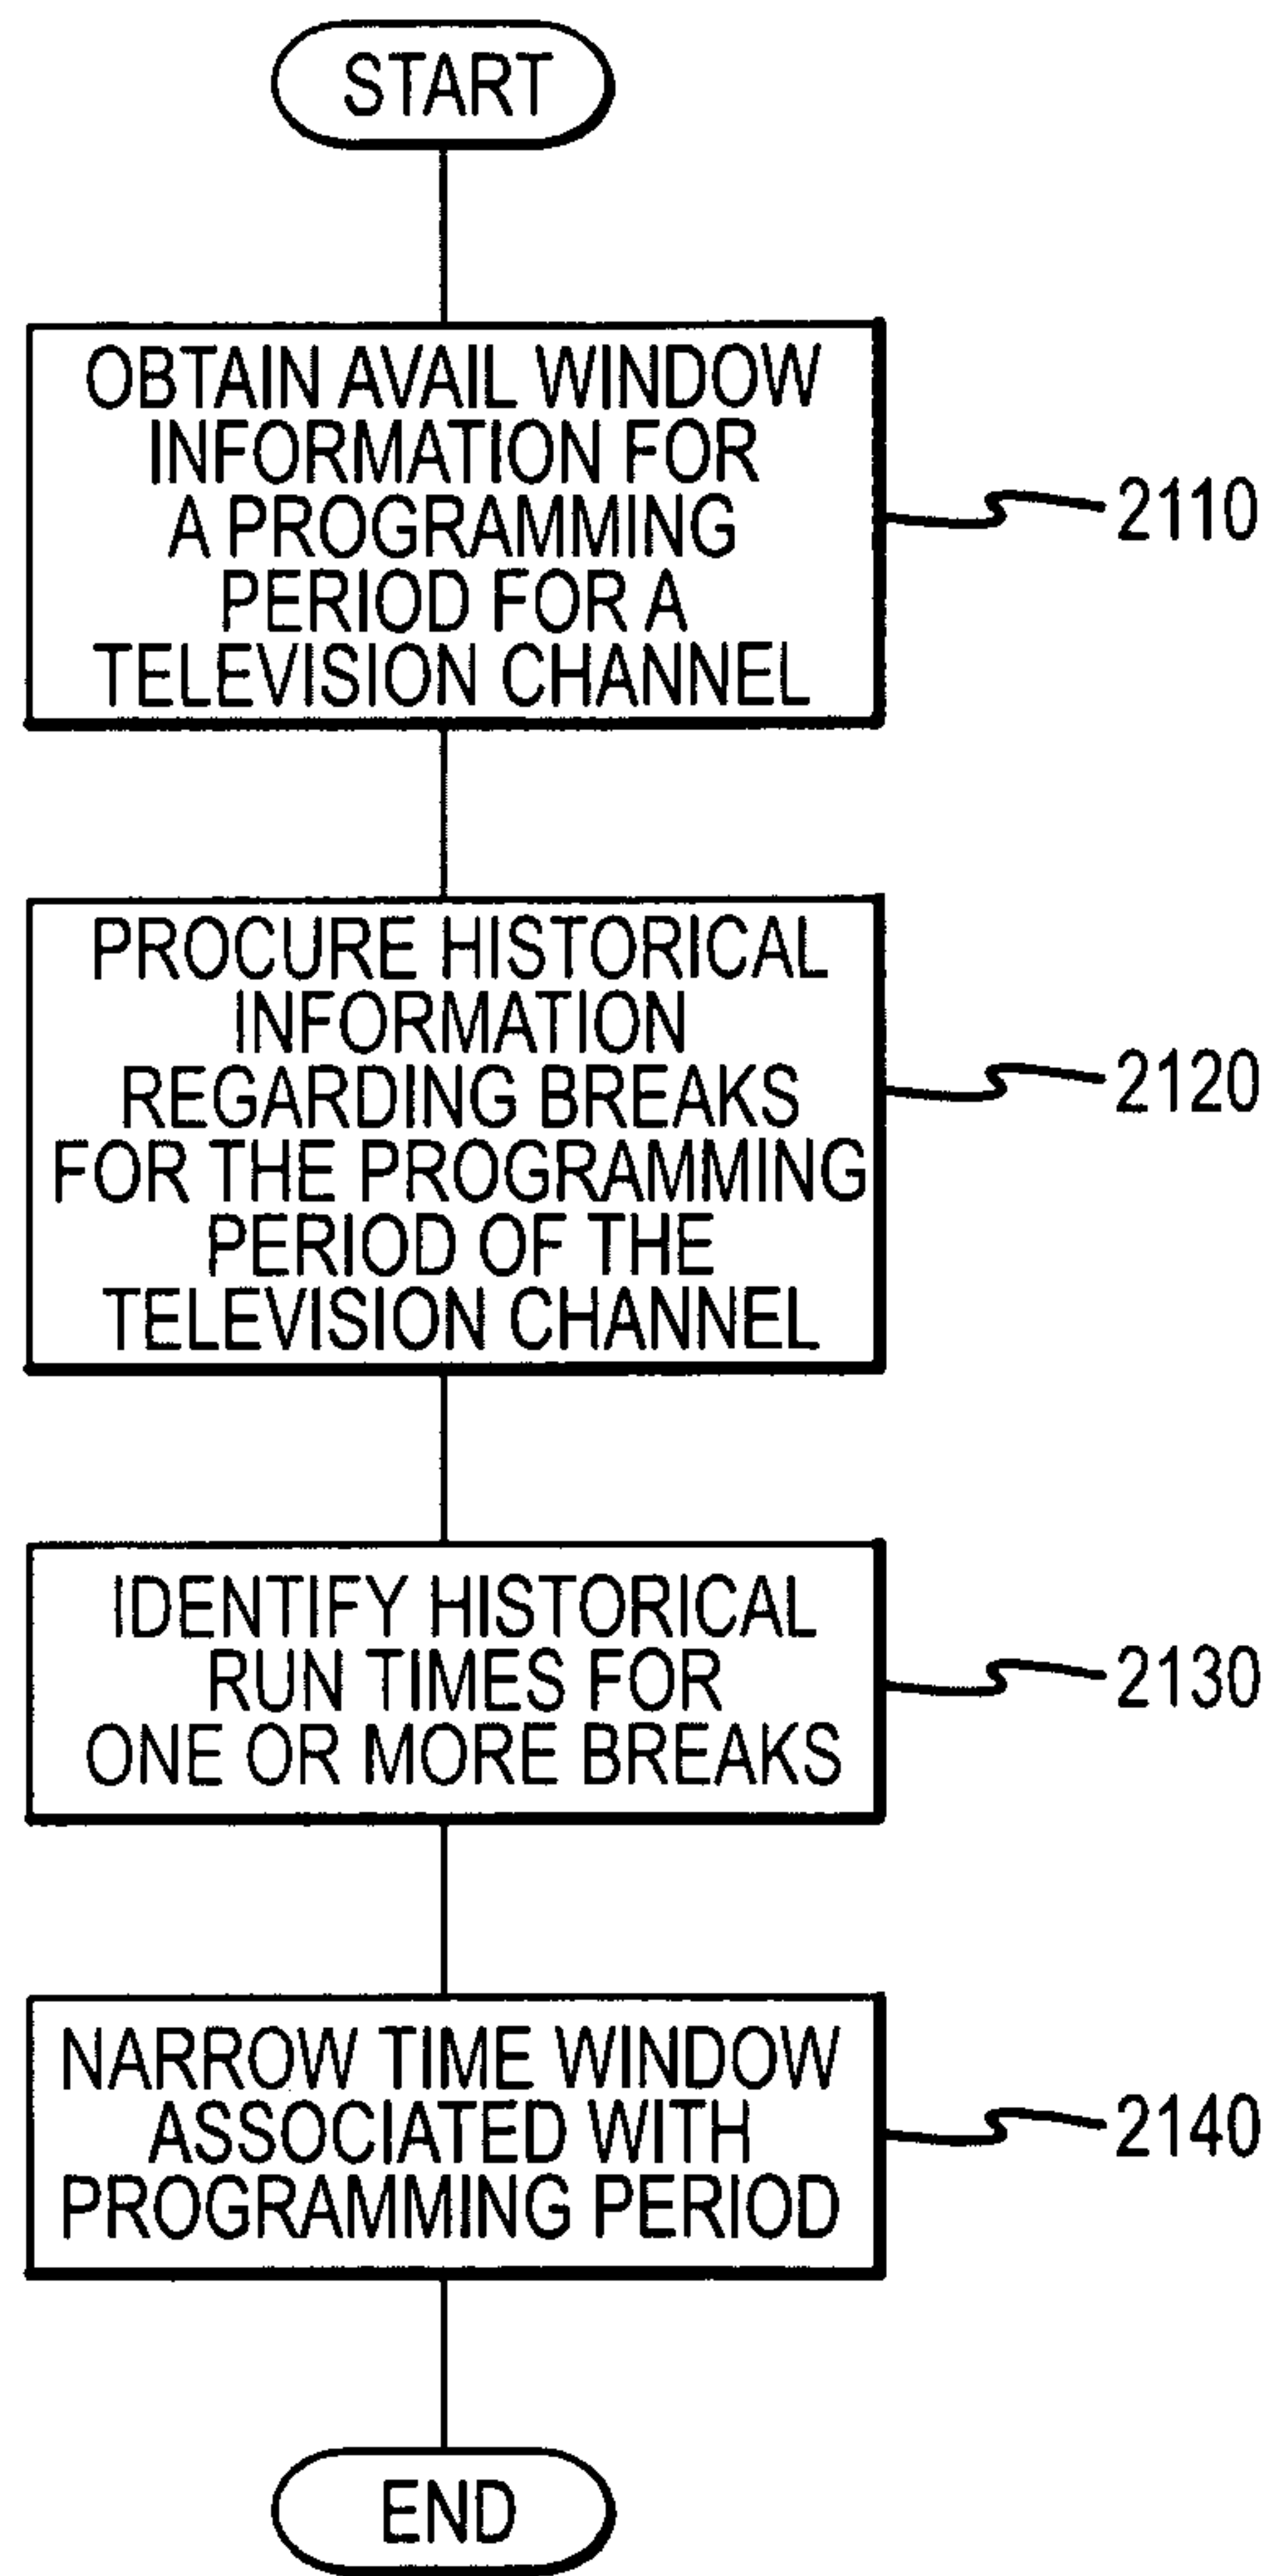 START
OBTAIN AVAIL WINDOW
INFORMATION FOR
A PROGRAMMING
PERIOD FOR A
TELEVISION CHANNEL
2110
PROCURE HISTORICAL
INFORMATION
REGARDING BREAKS
FOR THE PROGRAMMING
PERIOD OF THE
TELEVISION CHANNEL
2120
IDENTIFY HISTORICAL
RUN TIMES FOR
ONE OR MORE BREAKS
2130
NARROW TIME WINDOW
ASSOCIATED WITH
PROGRAMMING PERIOD
2140
END